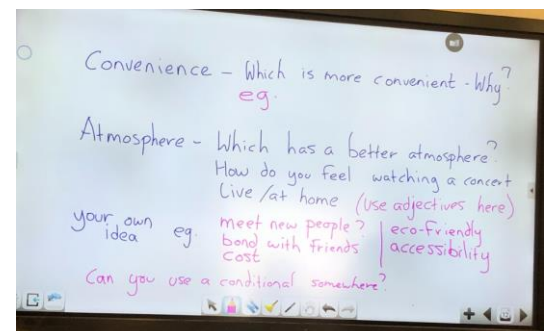 Convenience – Which is more convenient - Why?
eg.
Atmosphere – Which has a better atmosphere?
How do you feel watching a concert
Live/at home (use adjectives here)
your own idea eg. meet new people? eco-friendly
bond with friends accessibility
cost
Can you use a conditional somewhere?